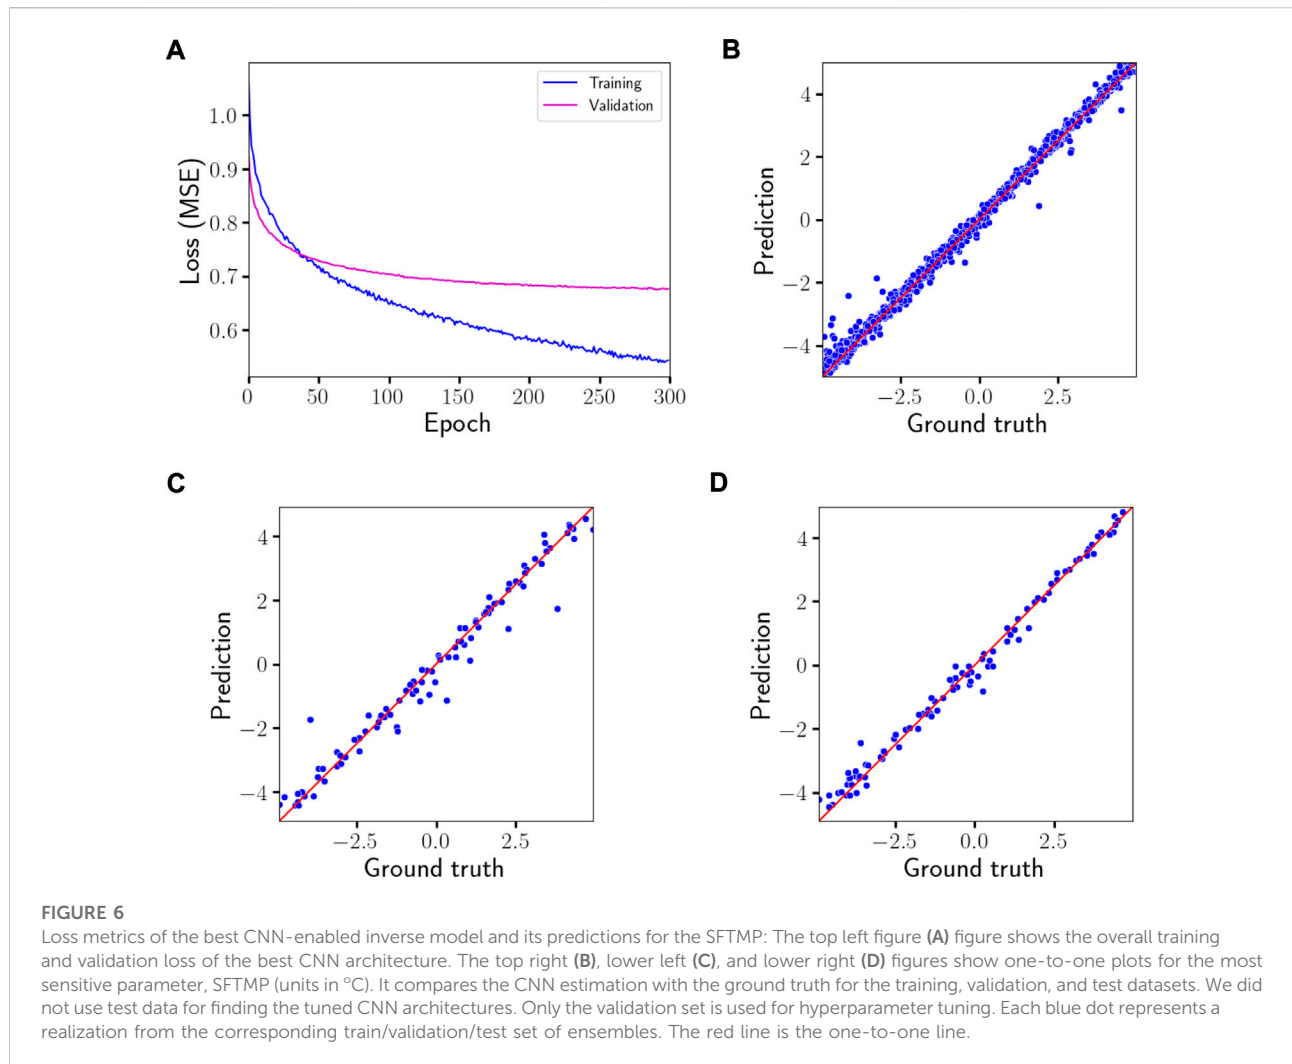 A
Training
Validation
Loss (MSE)
1.0
0.9
0.8
0.7
0.6
0 50 100 150 200 250 300
Epoch
B
Prediction
4
2
0
−2
−4
−2.5 0.0 2.5
Ground truth
C
Prediction
4
2
0
−2
−4
−2.5 0.0 2.5
Ground truth
D
Prediction
4
2
0
−2
−4
−2.5 0.0 2.5
Ground truth
FIGURE 6
Loss metrics of the best CNN-enabled inverse model and its predictions for the SFTMP: The top left figure (A) figure shows the overall training
and validation loss of the best CNN architecture. The top right (B), lower left (C), and lower right (D) figures show one-to-one plots for the most
sensitive parameter, SFTMP (units in °C). It compares the CNN estimation with the ground truth for the training, validation, and test datasets. We did
not use test data for finding the tuned CNN architectures. Only the validation set is used for hyperparameter tuning. Each blue dot represents a
realization from the corresponding train/validation/test set of ensembles. The red line is the one-to-one line.